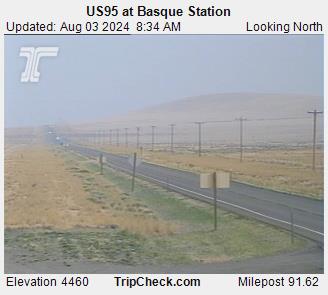 US95 at Basque Station
Updated: Aug 03 2024 8:34 AM Looking North
Elevation 4460 TripCheck.com Milepost 91.62